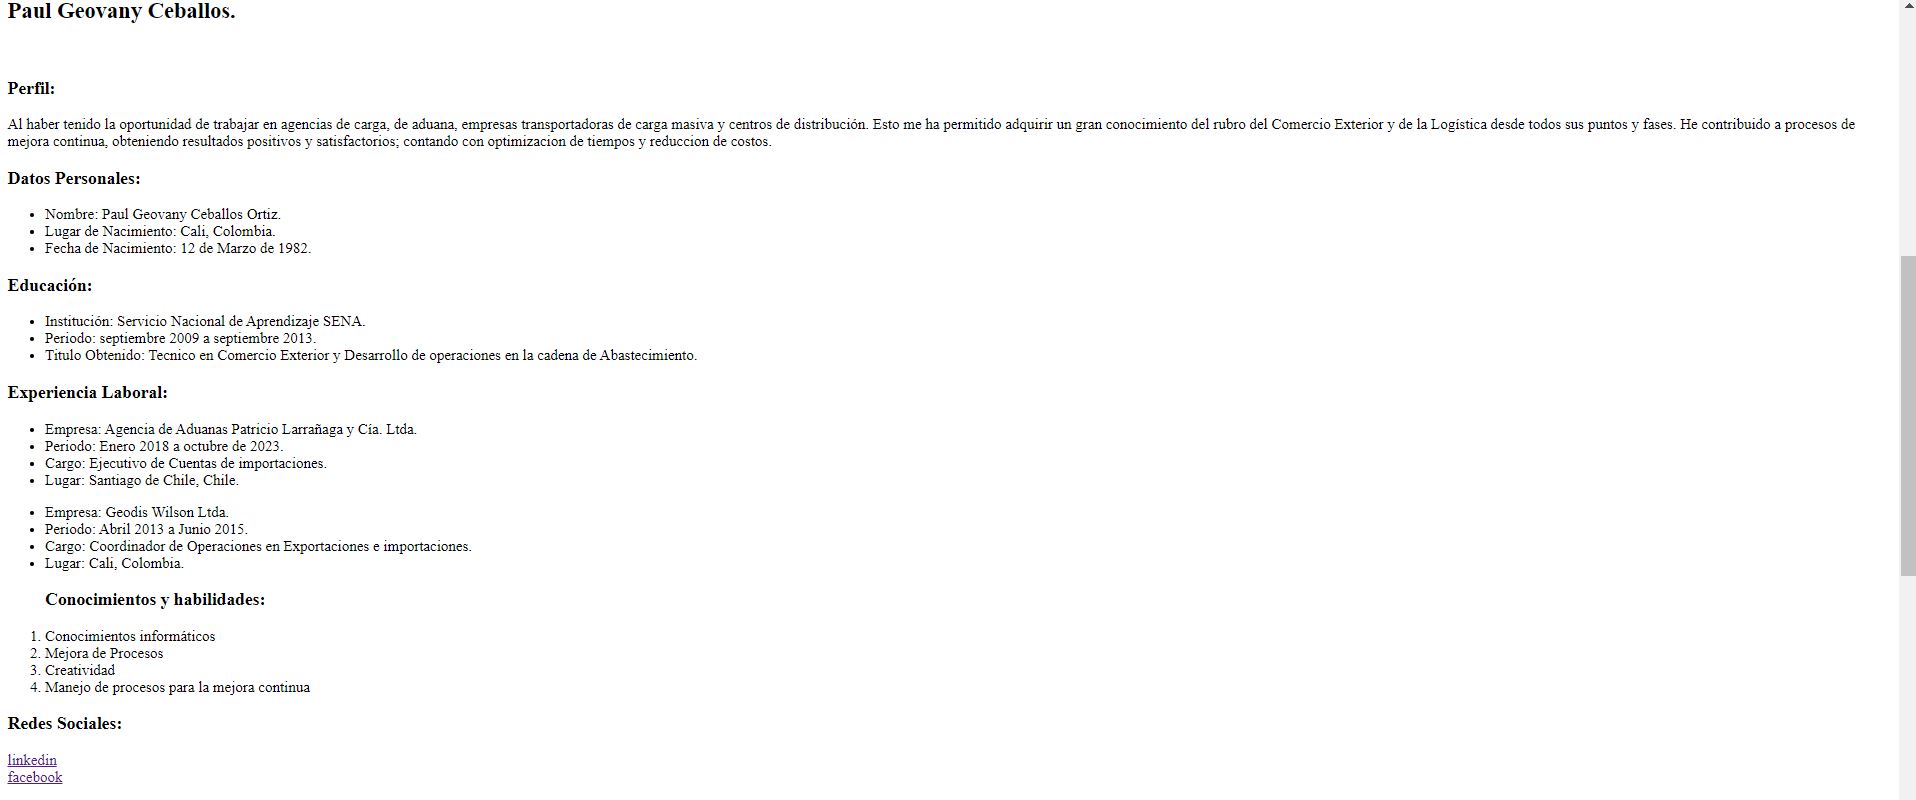 Paul Geovany Ceballos.
Perfil:
Al haber tenido la oportunidad de trabajar en agencias de carga, de aduana, empresas transportadoras de carga masiva y centros de distribución. Esto me ha permitido adquirir un gran conocimiento del rubro del Comercio Exterior y de la Logística desde todos sus puntos y fases. He contribuido a procesos de
mejora continua, obteniendo resultados positivos y satisfactorios; contando con optimizacion de tiempos y reduccion de costos.
Datos Personales:
• Nombre: Paul Geovany Ceballos Ortiz.
• Lugar de Nacimiento: Cali, Colombia.
• Fecha de Nacimiento: 12 de Marzo de 1982.
Educación:
• Institución: Servicio Nacional de Aprendizaje SENA.
• Periodo: septiembre 2009 a septiembre 2013.
• Titulo Obtenido: Tecnico en Comercio Exterior y Desarrollo de operaciones en la cadena de Abastecimiento.
Experiencia Laboral:
• Empresa: Agencia de Aduanas Patricio Larrañaga y Cía. Ltda.
• Periodo: Enero 2018 a octubre de 2023.
• Cargo: Ejecutivo de Cuentas de importaciones.
• Lugar: Santiago de Chile, Chile.
• Empresa: Geodis Wilson Ltda.
• Periodo: Abril 2013 a Junio 2015.
• Cargo: Coordinador de Operaciones en Exportaciones e importaciones.
• Lugar: Cali, Colombia.
Conocimientos y habilidades:
1. Conocimientos informáticos
2. Mejora de Procesos
3. Creatividad
4. Manejo de procesos para la mejora continua
Redes Sociales:
linkedin
facebook